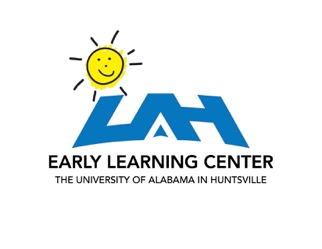 UAH
EARLY LEARNING CENTER
THE UNIVERSITY OF ALABAMA IN HUNTSVILLE